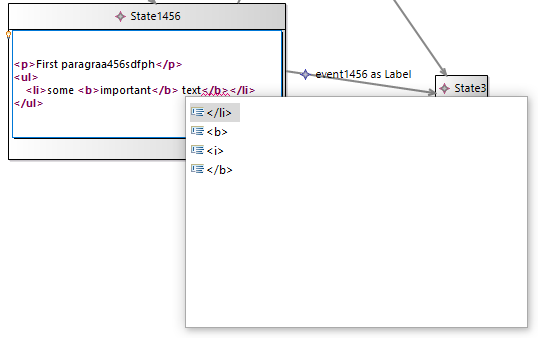 State1456
<p>First paragraa456sdfph</p>
<ul>
<li>some <b>important</b> text</b></li>
</ul>
event1456 as Label
State3
</li>
<b>
<i>
</b>